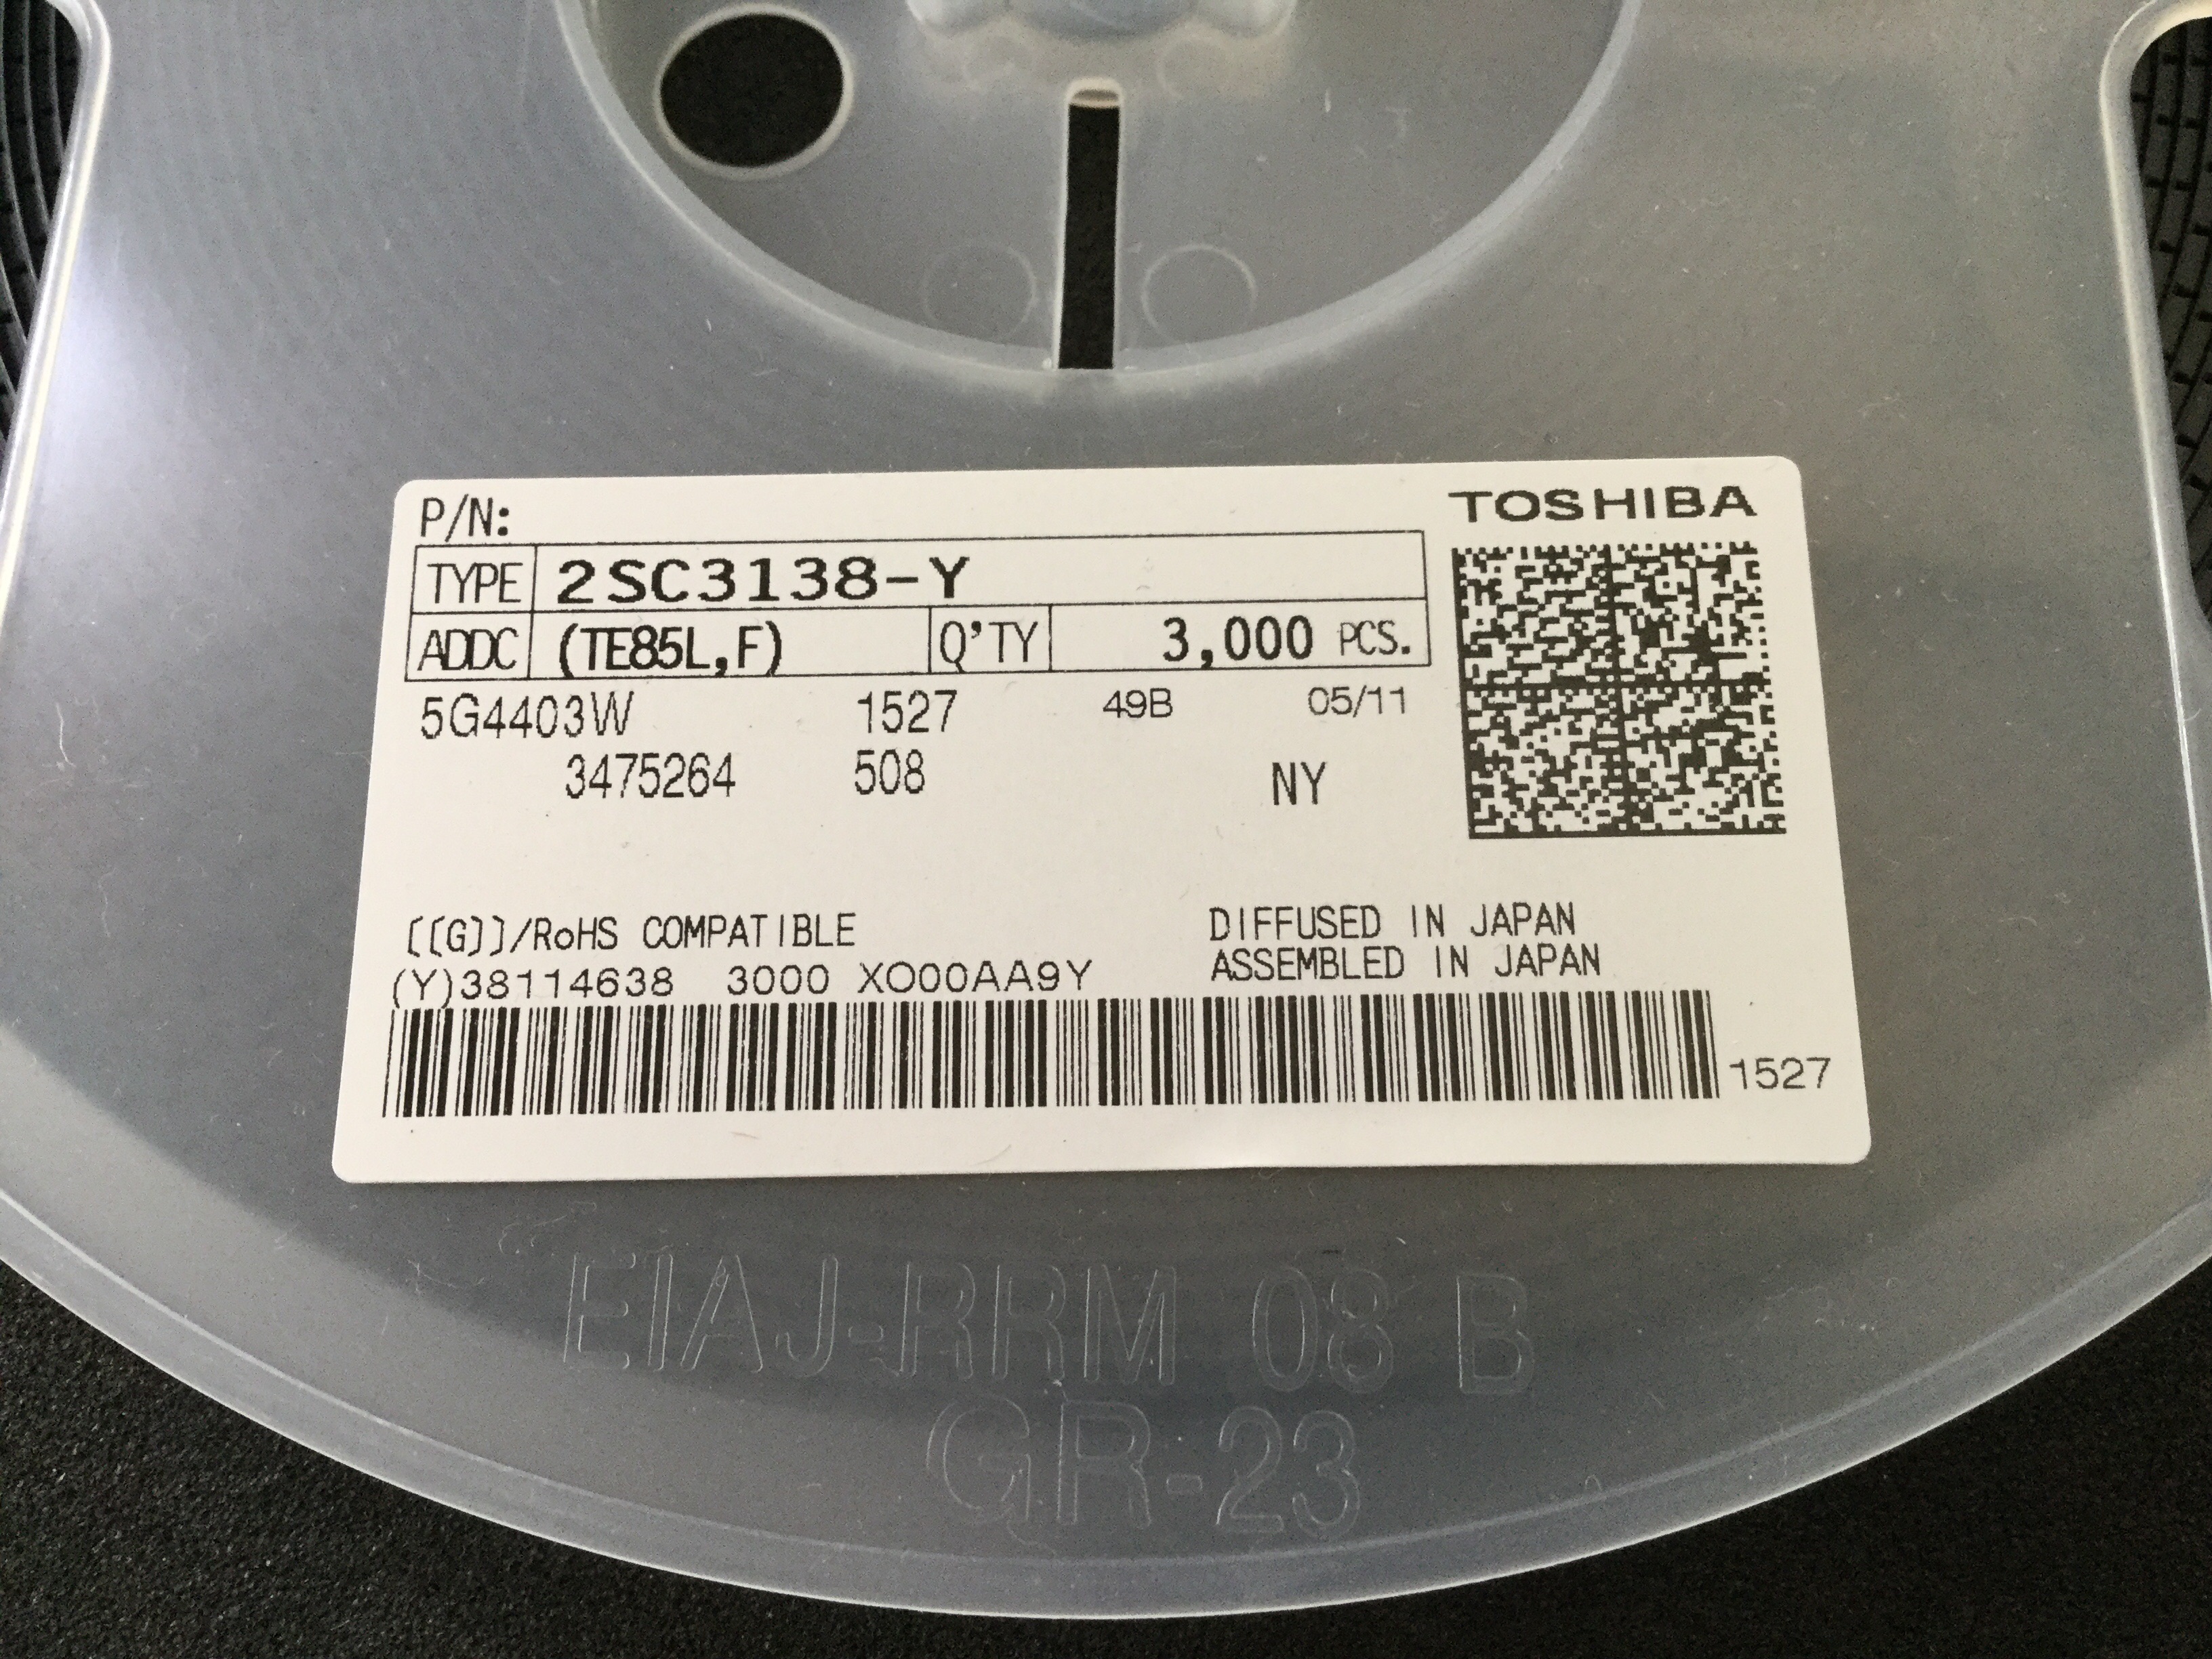 P/N:
TOSHIBA
TYPE 2SC3138-Y
ADDC (TE85L,F) Q'TY 3,000 PCS.
5G4403W 1527 49B 05/11
3475264 508 NY
[[G]]/RoHS COMPATIBLE
DIFFUSED IN JAPAN
ASSEMBLED IN JAPAN
(Y)38114638 3000 XO00AA9Y
1527
EIAJ-RRM 08 B
GR-23